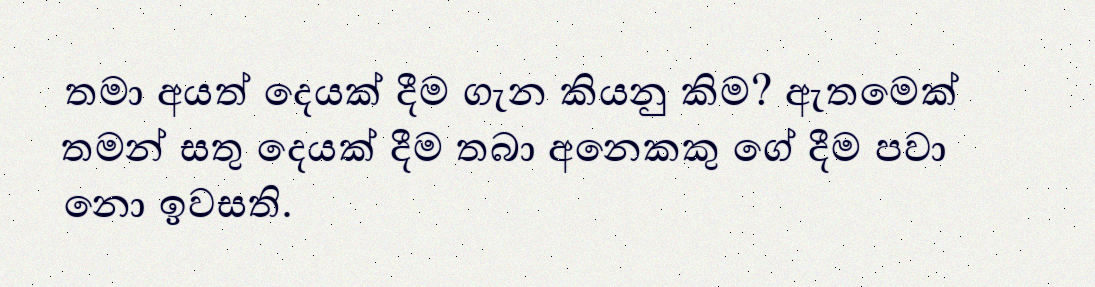 තමා අයත් දෙයක් දීම ගැන කියනු කිම? ඇතමෙක්
තමන් සතු දෙයක් දීම තබා අනෙකකු ගේ දීම පවා
නො ඉවසති.